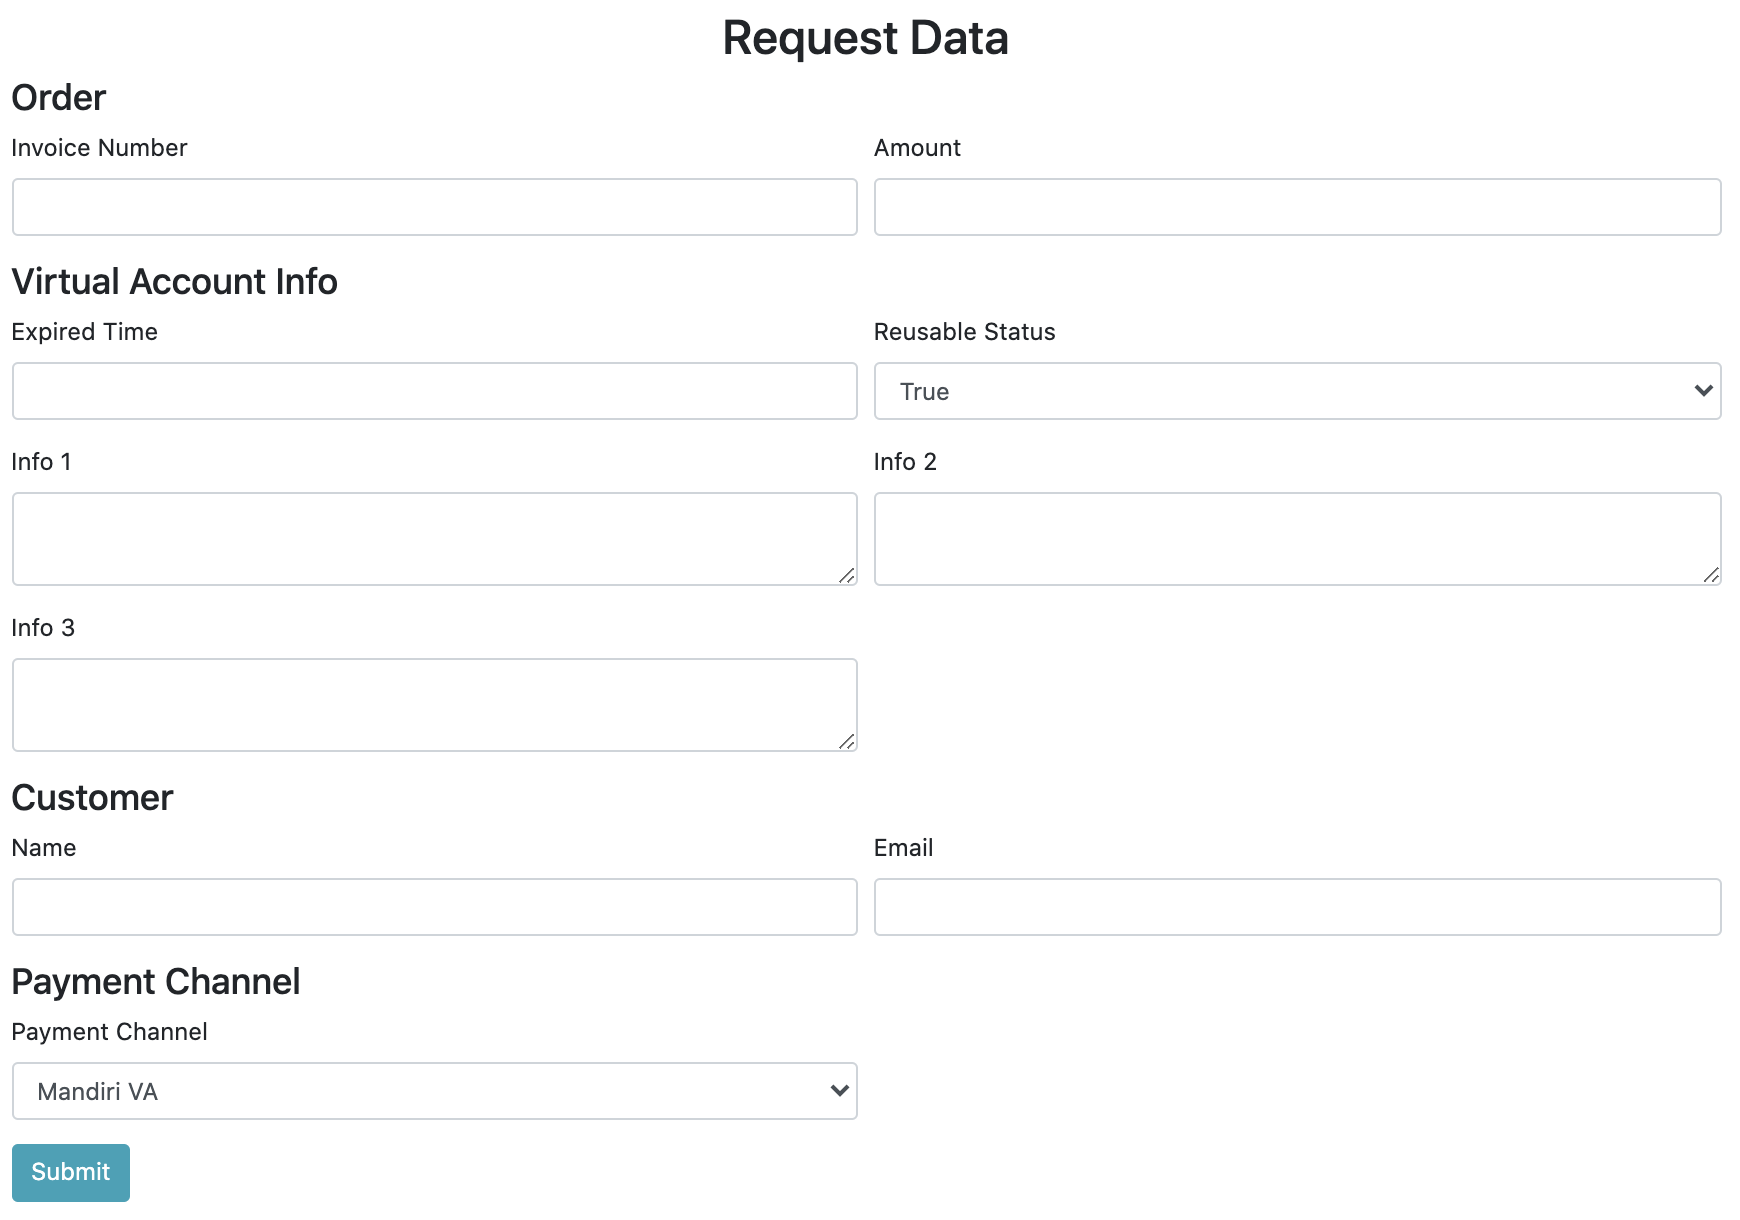 Request Data
Order
Invoice Number
Amount
Virtual Account Info
Expired Time
Reusable Status
True
Info 1
Info 2
Info 3
Customer
Name
Email
Payment Channel
Payment Channel
Mandiri VA
Submit